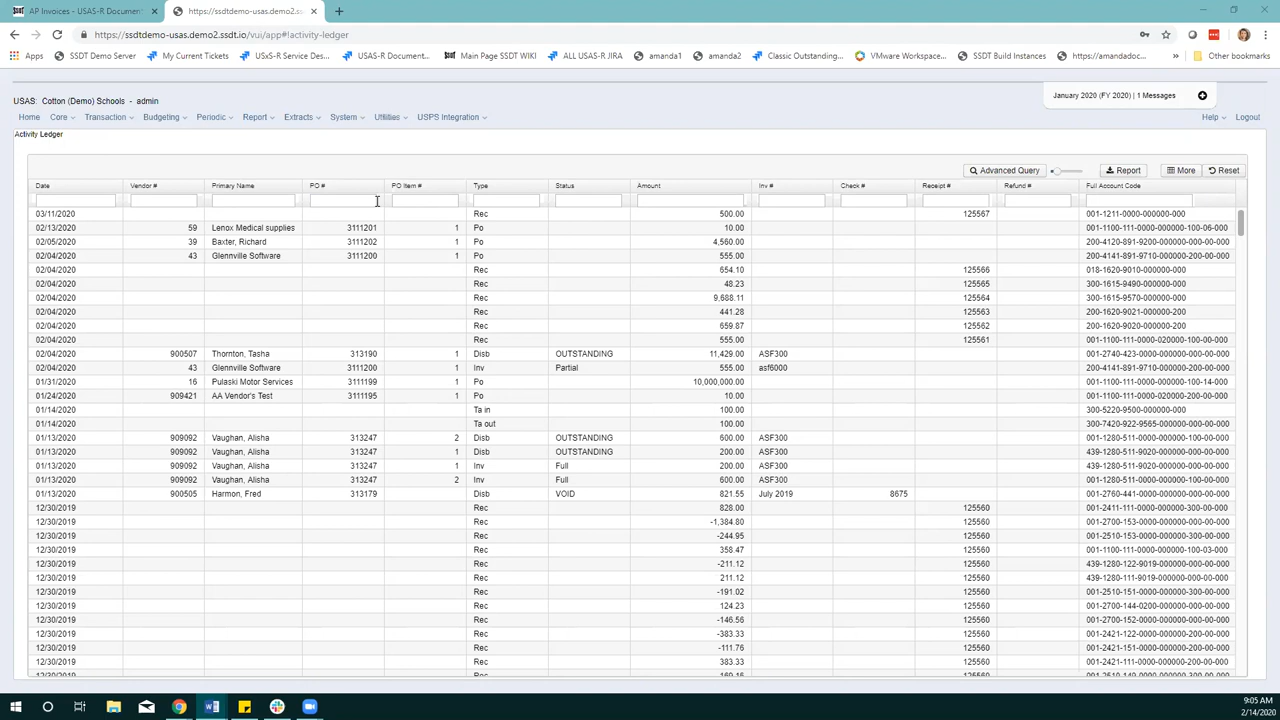 AP Invoices - USAS-R Document... × https://ssdtdemo-usas.demo2.ss... × +
https://ssdtdemo-usas.demo2.ssdt.io/vui/app#!activity-ledger
Apps SSDT Demo Server My Current Tickets USxS-R Service Des... USAS-R Document... Main Page SSDT WIKI ALL USAS-R JIRA amanda1 amanda2 Classic Outstanding... VMware Workspace... SSDT Build Instances https://amandadoc... » Other bookmarks
January 2020 (FY 2020) | 1 Messages
USAS: Cotton (Demo) Schools - admin
Home Core Transaction Budgeting Periodic Report Extracts System Utilities USPS Integration Help Logout
Activity Ledger
Advanced Query Report More Reset
Date Vendor # Primary Name PO # PO Item # Type Status Amount Inv # Check # Receipt # Refund # Full Account Code
03/11/2020 Rec 500.00 125567 001-1211-0000-000000-000
02/13/2020 59 Lenox Medical supplies 3111201 1 Po 10.00 001-1100-111-0000-000000-100-06-000
02/05/2020 39 Baxter, Richard 3111202 1 Po 4,560.00 200-4120-891-9200-000000-000-00-000
02/04/2020 43 Glennville Software 3111200 1 Po 555.00 200-4141-891-9710-000000-200-00-000
02/04/2020 Rec 654.10 125566 018-1620-9010-000000-000
02/04/2020 Rec 48.23 125565 300-1615-9490-000000-000
02/04/2020 Rec 9,688.11 125564 300-1615-9570-000000-000
02/04/2020 Rec 441.28 125563 200-1620-9021-000000-200
02/04/2020 Rec 659.87 125562 200-1620-9020-000000-200
02/04/2020 Rec 555.00 125561 001-1100-111-0000-020000-100-00-000
02/04/2020 900507 Thornton, Tasha 313190 1 Disb OUTSTANDING 11,429.00 ASF300 001-2740-423-0000-000000-000-00-000
02/04/2020 43 Glennville Software 3111200 1 Inv Partial 555.00 asf6000 200-4141-891-9710-000000-200-00-000
01/31/2020 16 Pulaski Motor Services 3111199 1 Po 10,000,000.00 001-1100-111-0000-000000-100-14-000
01/24/2020 909421 AA Vendor's Test 3111195 1 Po 10.00 001-1100-111-0000-020000-200-00-000
01/14/2020 Ta in 100.00 300-5220-9500-000000-000
01/14/2020 Ta out 100.00 300-7420-922-9565-000000-000-00-000
01/13/2020 909092 Vaughan, Alisha 313247 2 Disb OUTSTANDING 600.00 ASF300 001-1280-511-0000-000000-100-00-000
01/13/2020 909092 Vaughan, Alisha 313247 1 Disb OUTSTANDING 200.00 ASF300 439-1280-511-9020-000000-000-00-000
01/13/2020 909092 Vaughan, Alisha 313247 1 Inv Full 200.00 ASF300 439-1280-511-9020-000000-000-00-000
01/13/2020 909092 Vaughan, Alisha 313247 2 Inv Full 600.00 ASF300 001-1280-511-0000-000000-100-00-000
01/13/2020 900505 Harmon, Fred 313179 1 Disb VOID 821.55 July 2019 8675 001-2760-441-0000-000000-000-00-000
12/30/2019 Rec 828.00 125560 001-2411-111-0000-000000-300-00-000
12/30/2019 Rec -1,384.80 125560 001-2700-153-0000-000000-000-00-000
12/30/2019 Rec -244.95 125560 001-2510-153-0000-000000-300-00-000
12/30/2019 Rec 358.47 125560 001-1100-111-0000-000000-100-03-000
12/30/2019 Rec -211.12 125560 439-1280-122-9019-000000-000-00-000
12/30/2019 Rec 211.12 125560 439-1280-111-9019-000000-000-00-000
12/30/2019 Rec -191.02 125560 001-2510-151-0000-000000-300-00-000
12/30/2019 Rec 124.23 125560 001-2700-144-0200-000000-000-00-000
12/30/2019 Rec -146.56 125560 001-2700-152-0000-000000-000-00-000
12/30/2019 Rec -383.33 125560 001-2421-122-0000-000000-200-00-000
12/30/2019 Rec -111.76 125560 001-2421-151-0000-000000-200-00-000
12/30/2019 Rec 383.33 125560 001-2421-111-0000-000000-200-00-000
12/30/2019 Rec 169.16 125560 001-2510-149-0000-000000-300-00-000
9:05 AM
2/14/2020